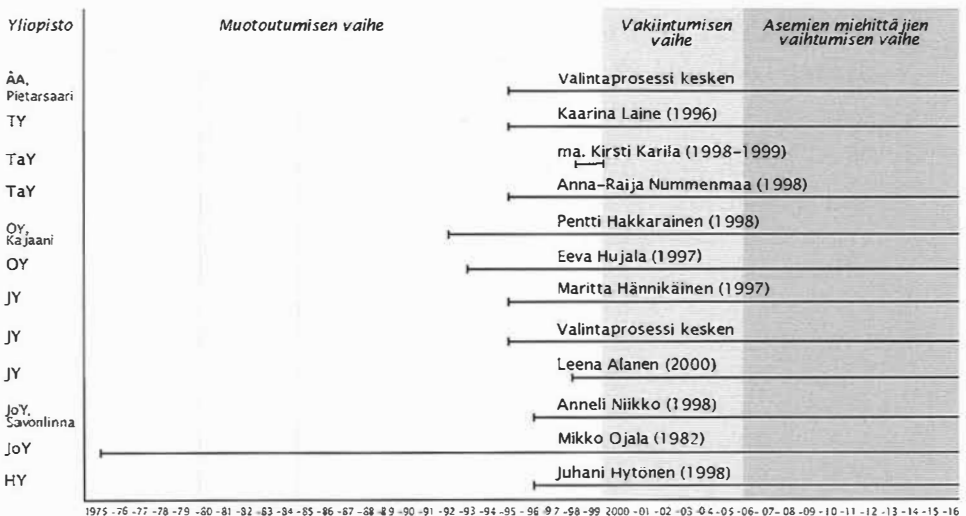 Yliopisto Muotoutumisen vaihe Vakiintumisen vaihe Asemien miehittäjien vaihtumisen vaihe
ÅA, Pietarsaari Valintaprosessi kesken
TY Kaarina Laine (1996)
TaY ma. Kirsti Karila (1998-1999)
TaY Anna-Raija Nummenmaa (1998)
OY, Kajaani Pentti Hakkarainen (1998)
OY Eeva Hujala (1997)
JY Maritta Hännikäinen (1997)
JY Valintaprosessi kesken
JY Leena Alanen (2000)
JoY, Savonlinna Anneli Niikko (1998)
JoY Mikko Ojala (1982)
HY Juhani Hytönen (1998)
1975 -76 -77 -78 -79 -80 -81 -82 -83 -84 -85 -86 -87 -88 -89 -90 -91 -92 -94 -95 -96 -97 -98 -99 2000 -01 -02 -03 -04 -05 -06 -07 -08 -09 -10 -11 -12 -13 -14 -15 -16